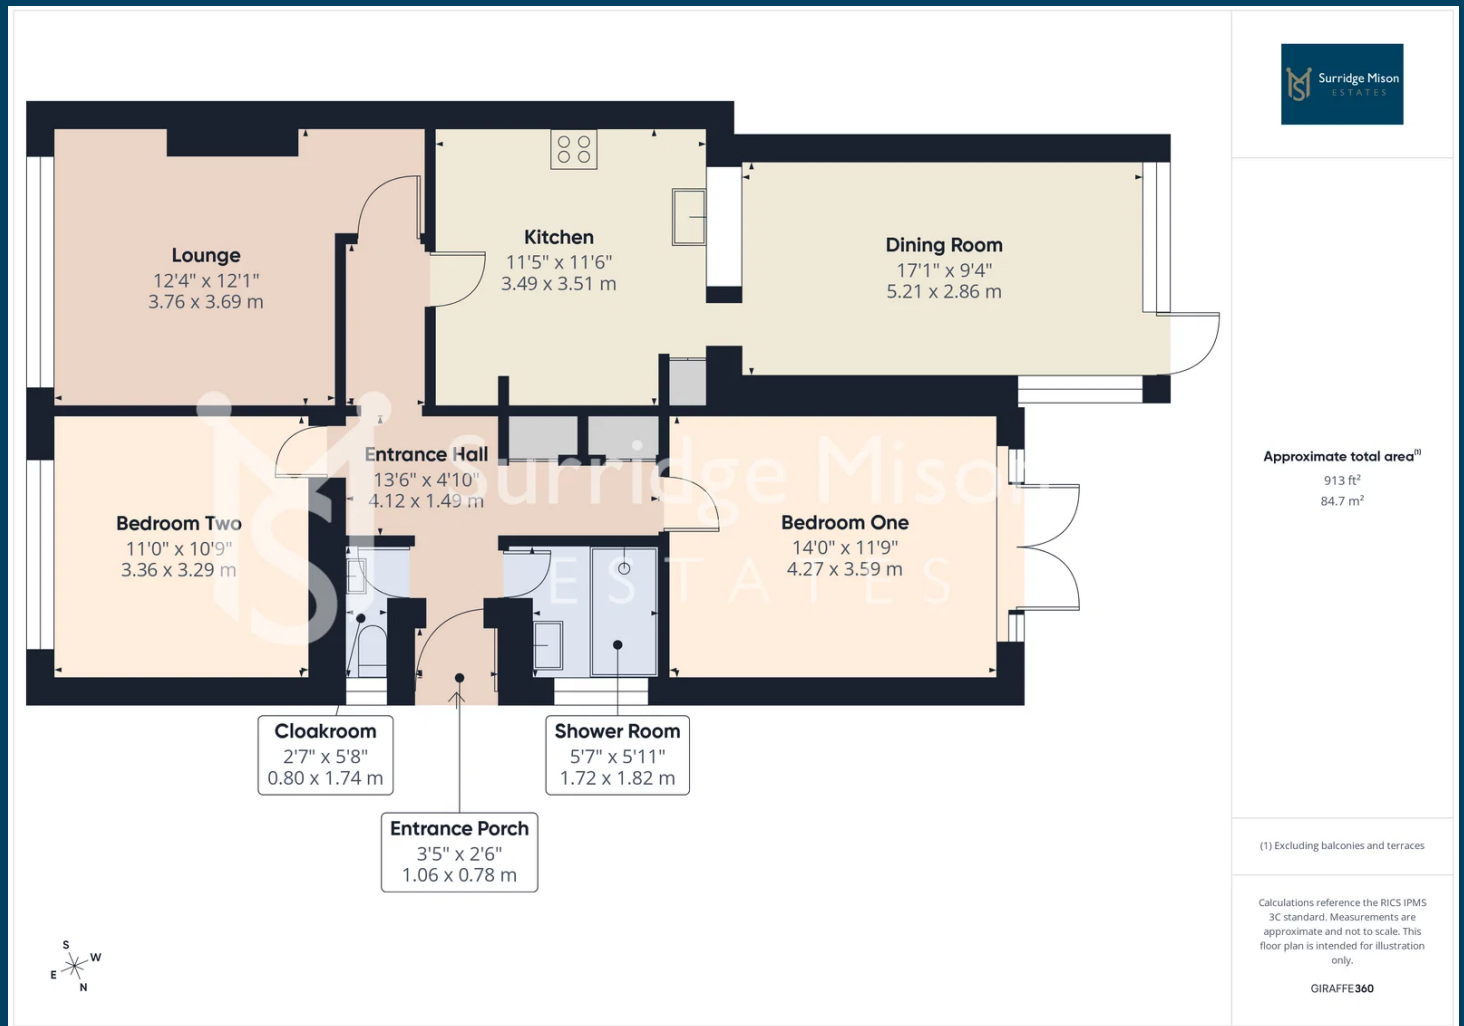 Surridge Mison
ESTATES
Lounge
12'4" x 12'1"
3.76 x 3.69 m
Kitchen
11'5" x 11'6"
3.49 x 3.51 m
Dining Room
17'1" x 9'4"
5.21 x 2.86 m
Entrance Hall
13'6" x 4'10"
4.12 x 1.49 m
Bedroom Two
11'0" x 10'9"
3.36 x 3.29 m
Bedroom One
14'0" x 11'9"
4.27 x 3.59 m
Surridge Mison
ESTATES
Cloakroom
2'7" x 5'8"
0.80 x 1.74 m
Shower Room
5'7" x 5'11"
1.72 x 1.82 m
Entrance Porch
3'5" x 2'6"
1.06 x 0.78 m
S
W
E
N
Approximate total area(1)
913 ft²
84.7 m²
(1) Excluding balconies and terraces
Calculations reference the RICS IPMS
3C standard. Measurements are
approximate and not to scale. This
floor plan is intended for illustration
only.
GIRAFFE360